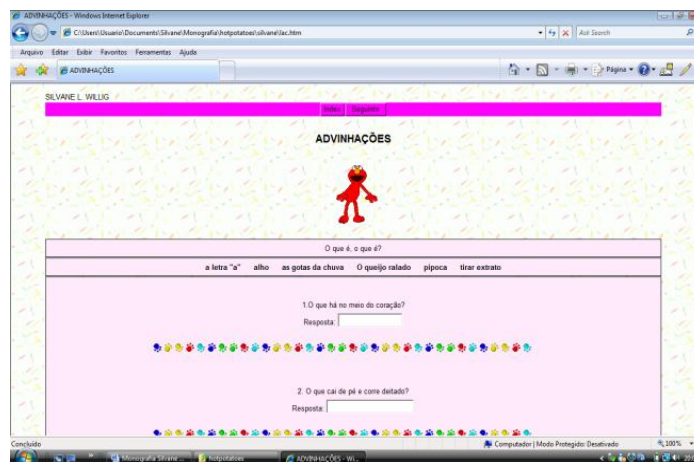 ADVINHAÇÕES - Windows Internet Explorer
C:\Users\Usuario\Documents\Silvane\Monografia\hotpotatoes\silvane\lac.htm
Ask Search
Arquivo Editar Exibir Favoritos Ferramentas Ajuda
ADVINHAÇÕES
Página
SILVANE L. WILLIG
Index Seguinte
ADVINHAÇÕES
O que é, o que é?
a letra "a" alho as gotas da chuva O queijo ralado pipoca tirar extrato
1.O que há no meio do coração?
Resposta:
2. O que cai de pé e corre deitado?
Resposta:
Concluído
Computador | Modo Protegido: Desativado
100%
Monografia Silvane ...
hotpotatoes
ADVINHAÇÕES - Wi...